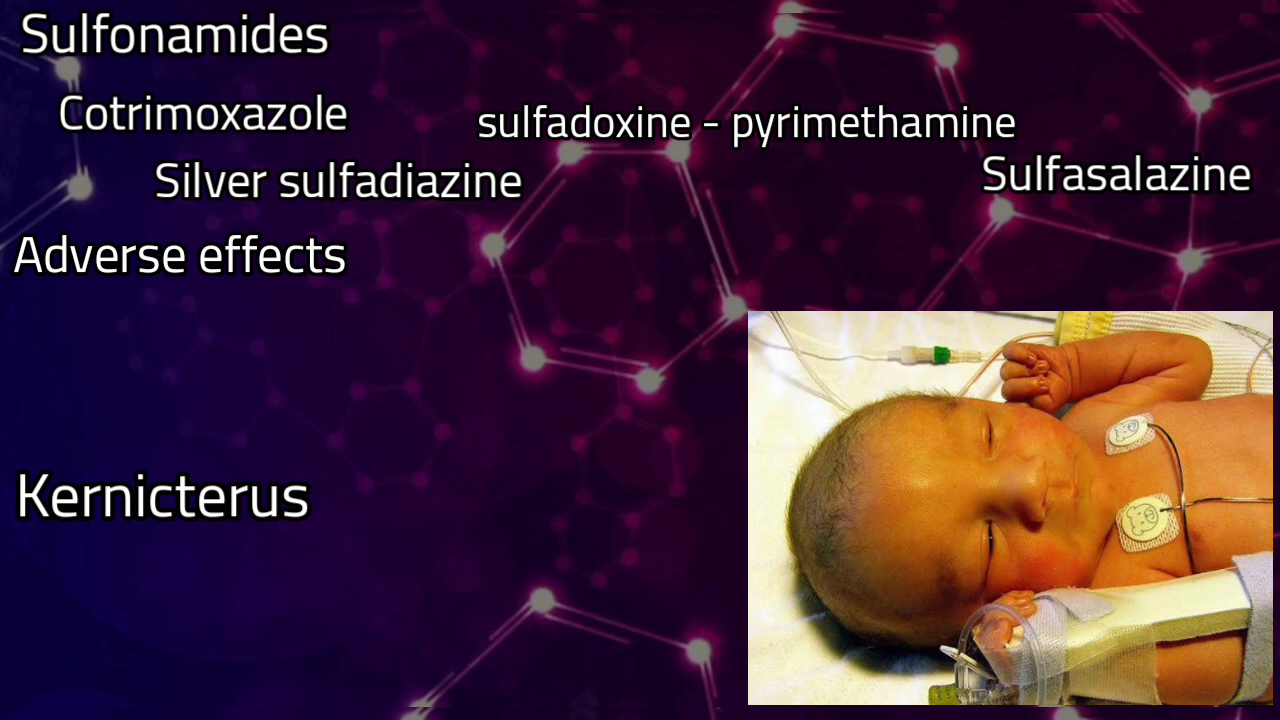 Sulfonamides
Cotrimoxazole
sulfadoxine - pyrimethamine
Silver sulfadiazine
Sulfasalazine
Adverse effects
Kernicterus